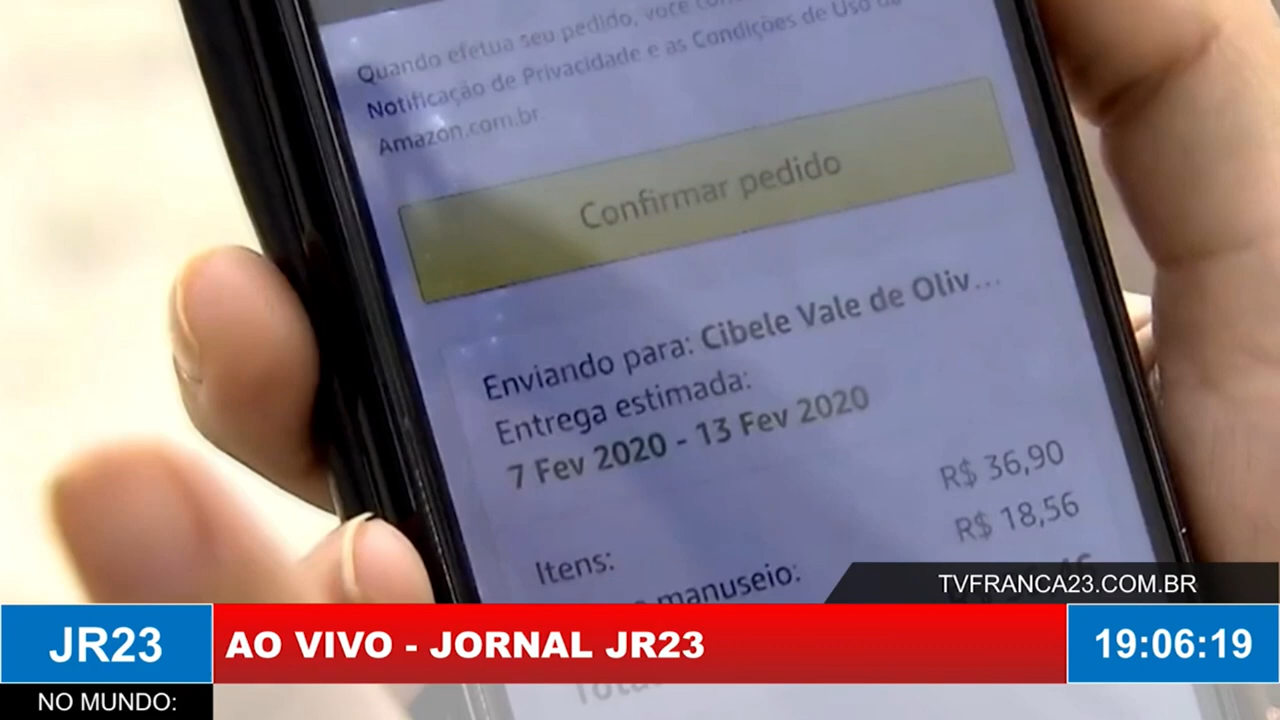 Quando efetua seu pedido, você
Notificação de Privacidade e as Condições de Uso da
Amazon.com.br
Confirmar pedido
Enviando para: Cibele Vale de Oliv...
Entrega estimada:
7 Fev 2020 - 13 Fev 2020
R$ 36,90
R$ 18,56
Itens:
manuseio:
TVFRANCA23.COM.BR
JR23
AO VIVO - JORNAL JR23
19:06:19
NO MUNDO: